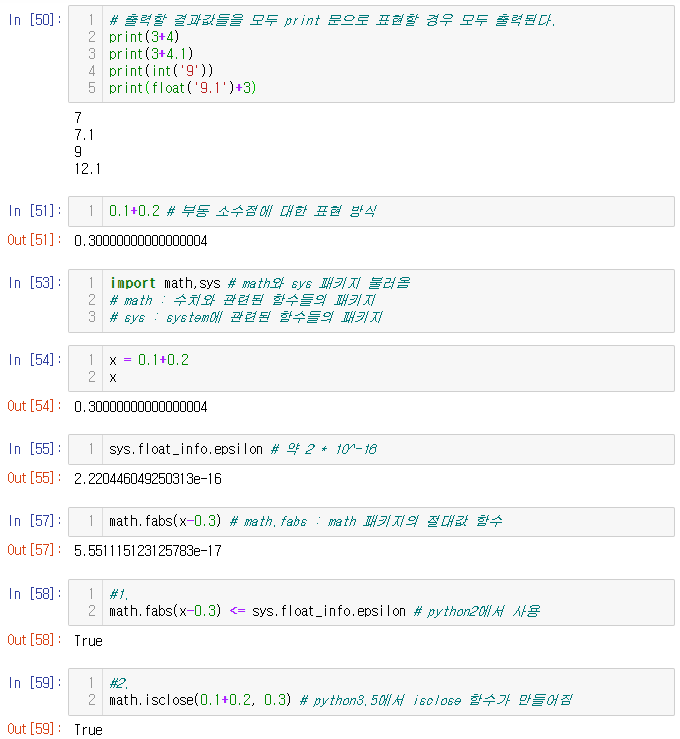 In [50]: 1 # 출력할 결과값들을 모두 print 문으로 표현할 경우 모두 출력된다.
2 print(3+4)
3 print(3+4.1)
4 print(int('9'))
5 print(float('9.1')+3)
7
7.1
9
12.1
In [51]: 1 0.1+0.2 # 부동 소수점에 대한 표현 방식
Out[51]: 0.30000000000000004
In [53]: 1 import math,sys # math와 sys 패키지 불러옴
2 # math : 수치와 관련된 함수들의 패키지
3 # sys : system에 관련된 함수들의 패키지
In [54]: 1 x = 0.1+0.2
2 x
Out[54]: 0.30000000000000004
In [55]: 1 sys.float_info.epsilon # 약 2 * 10^-16
Out[55]: 2.220446049250313e-16
In [57]: 1 math.fabs(x-0.3) # math.fabs : math 패키지의 절대값 함수
Out[57]: 5.551115123125783e-17
In [58]: 1 #1.
2 math.fabs(x-0.3) <= sys.float_info.epsilon # python2에서 사용
Out[58]: True
In [59]: 1 #2.
2 math.isclose(0.1+0.2, 0.3) # python3.5에서 isclose 함수가 만들어짐
Out[59]: True